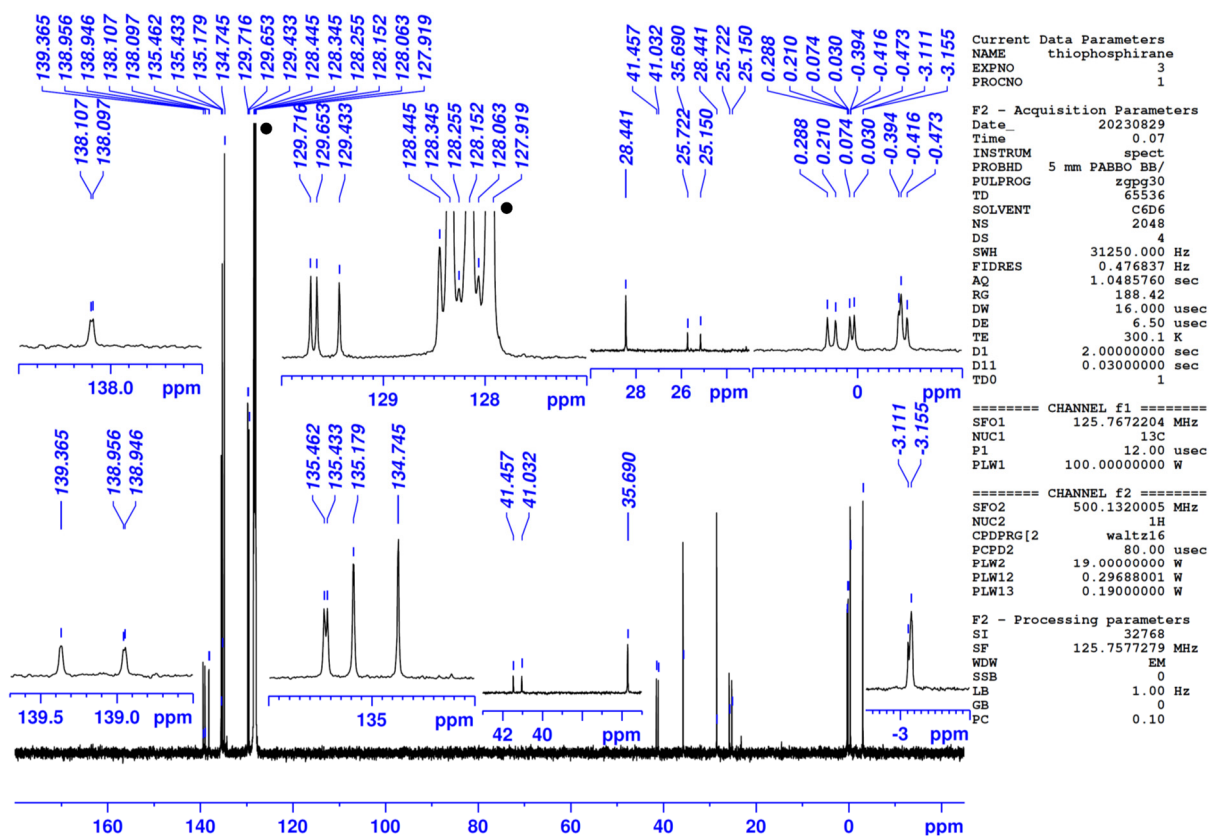 139.365
138.956
138.946
138.107
138.097
135.462
135.433
135.179
134.745
129.716
129.653
129.433
128.445
128.345
128.255
128.152
128.063
127.919
41.457
41.032
35.690
28.441
25.722
25.150
0.288
0.210
0.074
0.030
-0.394
-0.416
-0.473
-3.111
-3.155
138.107
138.097
138.0 ppm
129.716
129.653
129.433
128.445
128.345
128.255
128.152
128.063
127.919
129 128 ppm
28.441
25.722
25.150
28 26 ppm
0.288
0.210
0.074
0.030
-0.394
-0.416
-0.473
0 ppm
139.365
138.956
138.946
139.5 139.0 ppm
135.462
135.433
135.179
134.745
135 ppm
41.457
41.032
35.690
42 40 ppm
-3.111
-3.155
-3 ppm
160 140 120 100 80 60 40 20 0 ppm
Current Data Parameters
NAME thiophosphirane
EXPNO 3
PROCNO 1
F2 - Acquisition Parameters
Date_ 20230829
Time 0.07
INSTRUM spect
PROBHD 5 mm PABBO BB/
PULPROG zgpg30
TD 65536
SOLVENT C6D6
NS 2048
DS 4
SWH 31250.000 Hz
FIDRES 0.476837 Hz
AQ 1.0485760 sec
RG 188.42
DW 16.000 usec
DE 6.50 usec
TE 300.1 K
D1 2.00000000 sec
D11 0.03000000 sec
TD0 1
======== CHANNEL f1 ========
SFO1 125.7672204 MHz
NUC1 13C
P1 12.00 usec
PLW1 100.00000000 W
======== CHANNEL f2 ========
SFO2 500.1320005 MHz
NUC2 1H
CPDPRG[2 waltz16
PCPD2 80.00 usec
PLW2 19.00000000 W
PLW12 0.29688001 W
PLW13 0.19000000 W
F2 - Processing parameters
SI 32768
SF 125.7577279 MHz
WDW EM
SSB 0
LB 1.00 Hz
GB 0
PC 0.10